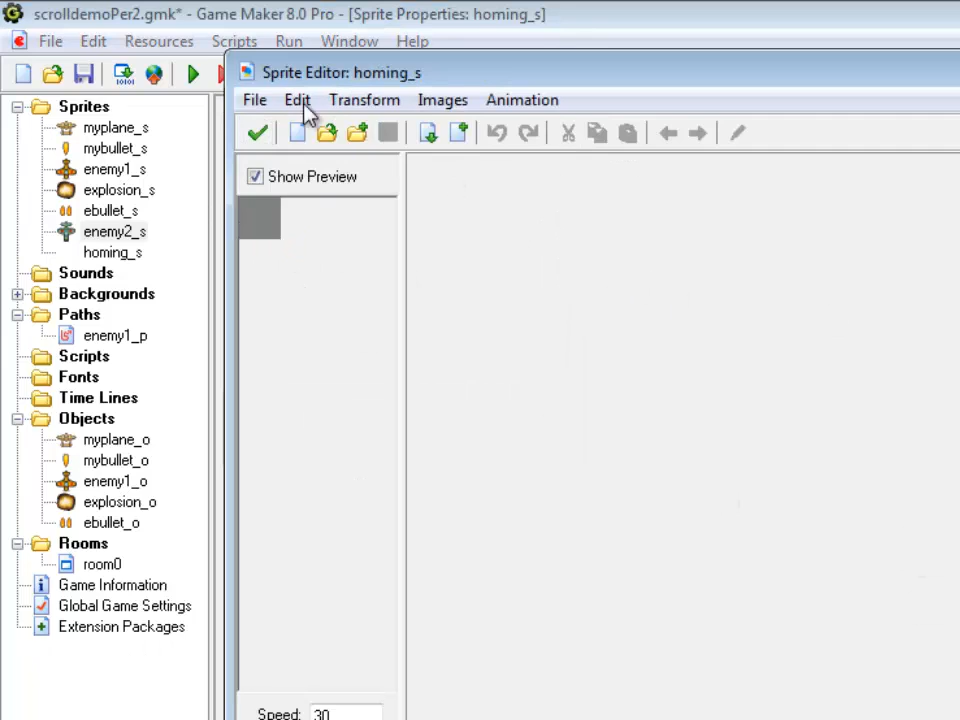 scrolldemoPer2.gmk* - Game Maker 8.0 Pro - [Sprite Properties: homing_s]
File Edit Resources Scripts Run Window Help
Sprite Editor: homing_s
File Edit Transform Images Animation
Show Preview
Sprites
myplane_s
mybullet_s
enemy1_s
explosion_s
ebullet_s
enemy2_s
homing_s
Sounds
Backgrounds
Paths
enemy1_p
Scripts
Fonts
Time Lines
Objects
myplane_o
mybullet_o
enemy1_o
explosion_o
ebullet_o
Rooms
room0
Game Information
Global Game Settings
Extension Packages
Speed: 30